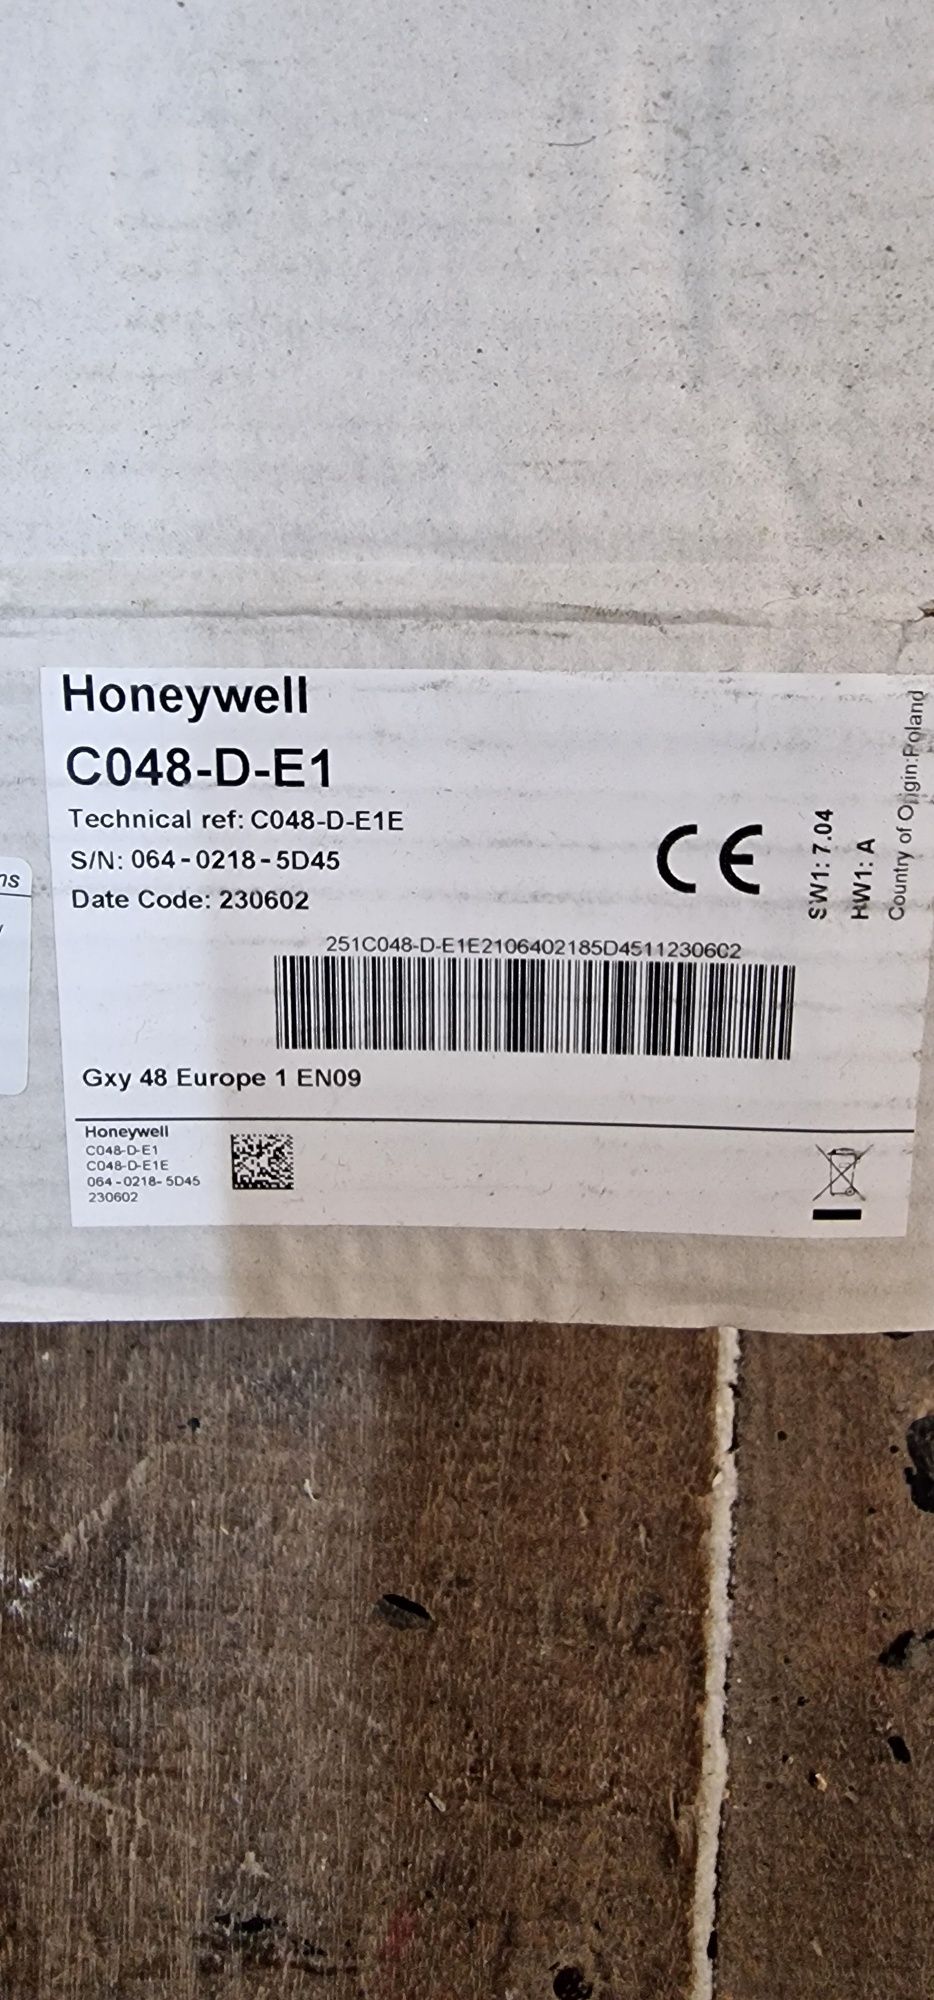 Honeywell
C048-D-E1
Technical ref: C048-D-E1E
S/N: 064-0218-5D45
Date Code: 230602
SW1: 7.04
HW1: A
Country of Origin:Poland
251C048-D-E1E2106402185D4511230602
Gxy 48 Europe 1 EN09
Honeywell
C048-D-E1
C048-D-E1E
064-0218-5D45
230602